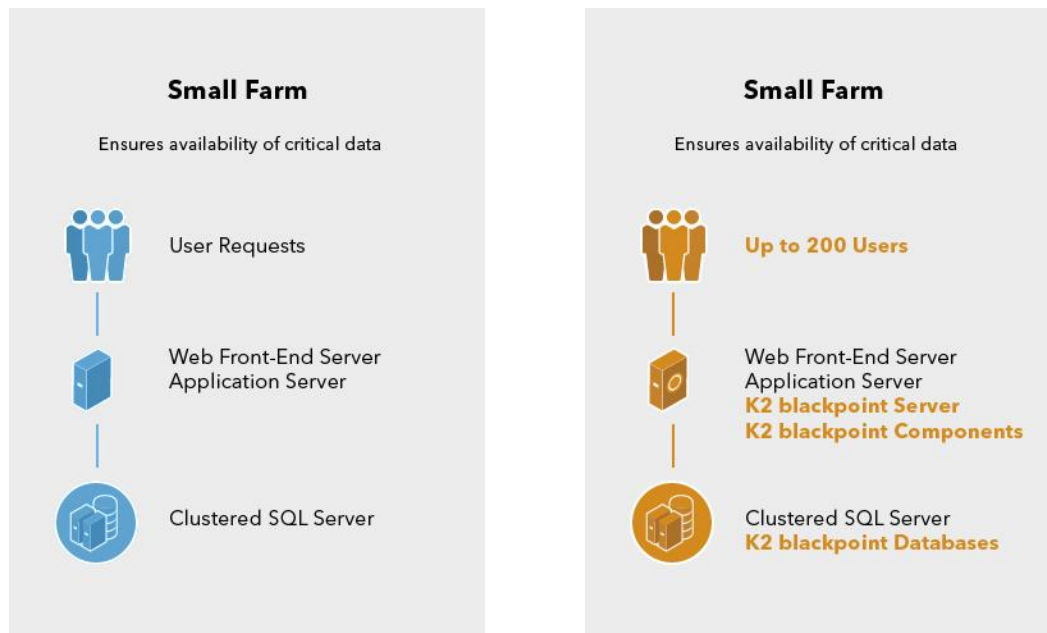 Small Farm
Ensures availability of critical data
User Requests
Web Front-End Server
Application Server
Clustered SQL Server
Small Farm
Ensures availability of critical data
Up to 200 Users
Web Front-End Server
Application Server
K2 blackpoint Server
K2 blackpoint Components
Clustered SQL Server
K2 blackpoint Databases